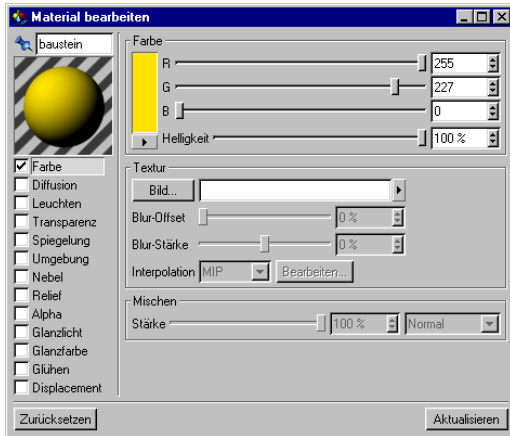 Material bearbeiten
baustein
Farbe
Diffusion
Leuchten
Transparenz
Spiegelung
Umgebung
Nebel
Relief
Alpha
Glanzlicht
Glanzfarbe
Glühen
Displacement
Farbe
R 255
G 227
B 0
Helligkeit 100 %
Textur
Bild...
Blur-Offset 0 %
Blur-Stärke 0 %
Interpolation MIP Bearbeiten...
Mischen
Stärke 100 % Normal
Zurücksetzen Aktualisieren